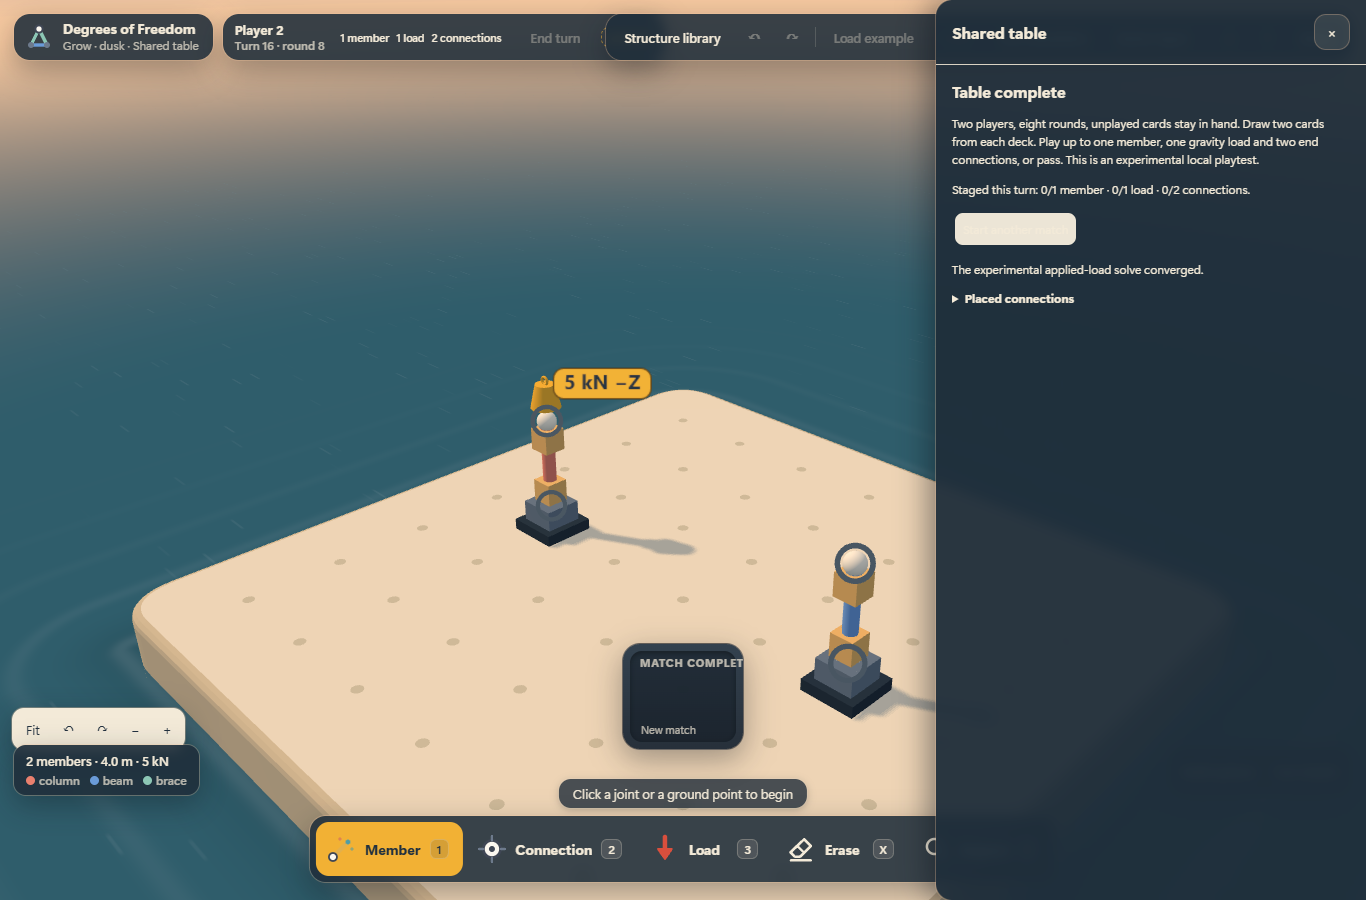 Degrees of Freedom
Grow · dusk · Shared table
Player 2
Turn 16 · round 8
1 member 1 load 2 connections
End turn
Structure library
Load example
Shared table
×
Table complete
Two players, eight rounds, unplayed cards stay in hand. Draw two cards
from each deck. Play up to one member, one gravity load and two end
connections, or pass. This is an experimental local playtest.
Staged this turn: 0/1 member · 0/1 load · 0/2 connections.
The experimental applied-load solve converged.
Placed connections
5 kN –Z
MATCH COMPLET
New match
Fit
2 members · 4.0 m · 5 kN
column beam brace
Click a joint or a ground point to begin
Member 1
Connection 2
Load 3
Erase X